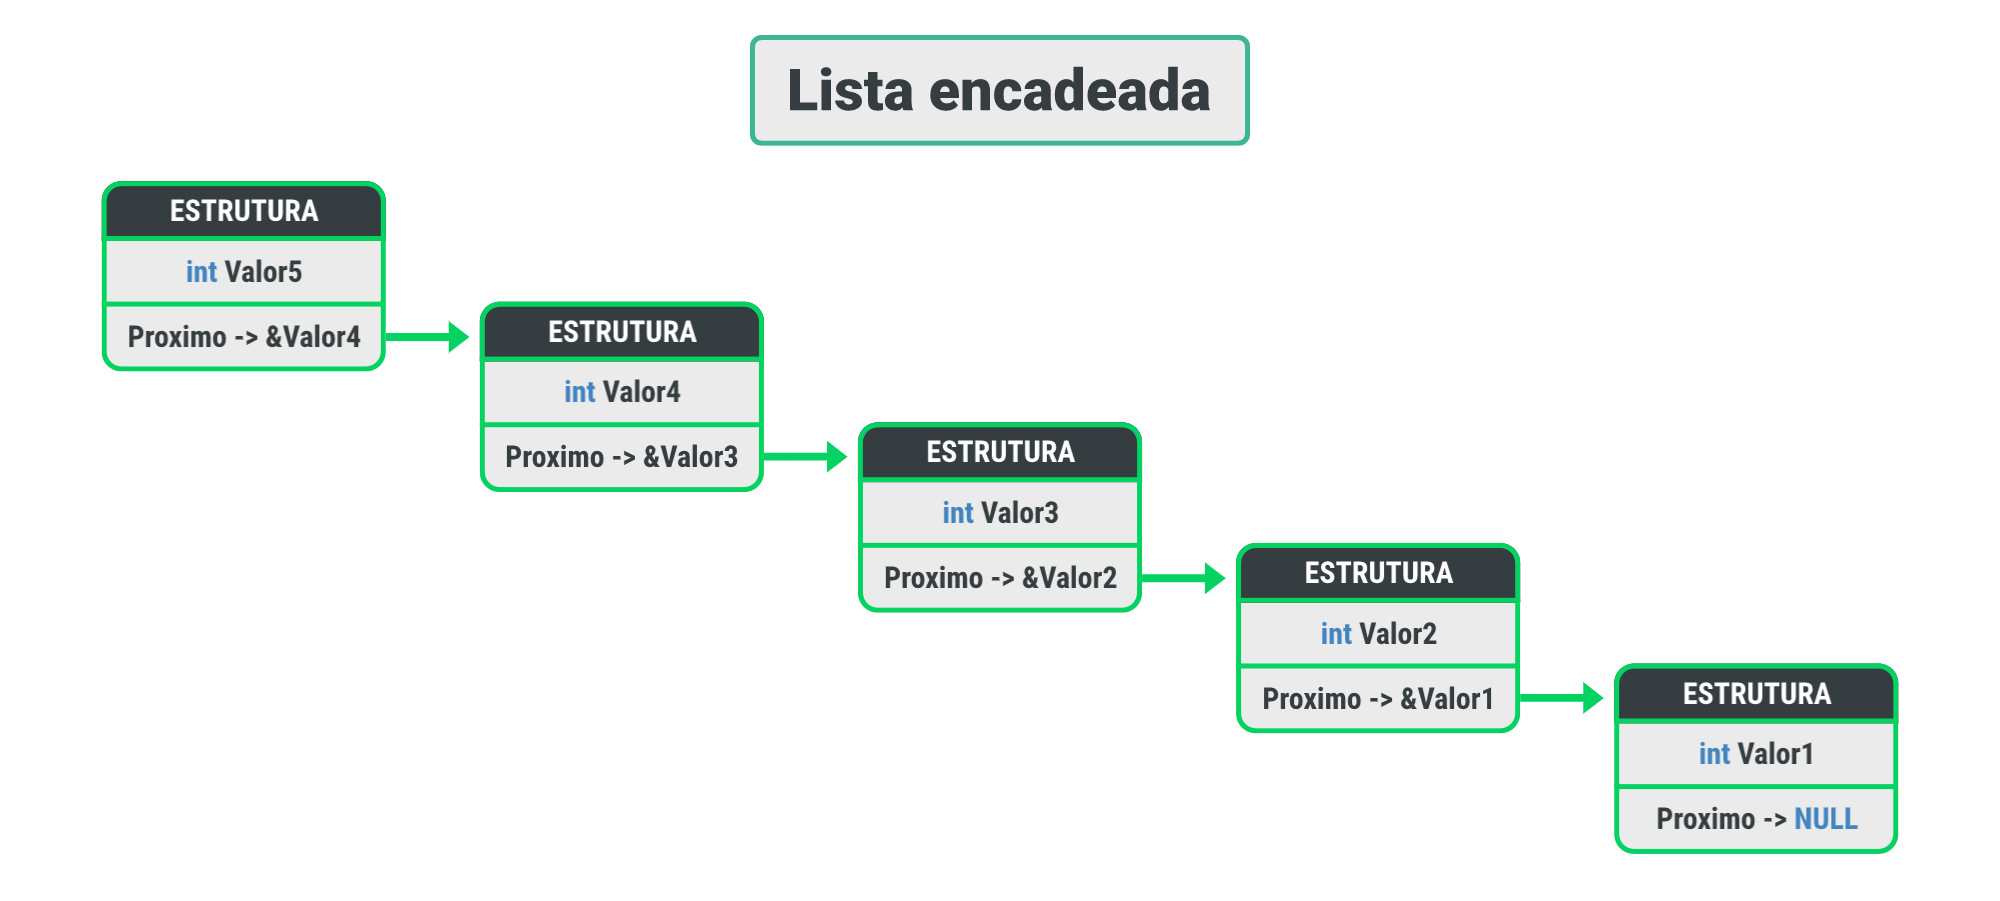 Lista encadeada
ESTRUTURA
int Valor5
Proximo -> &Valor4
ESTRUTURA
int Valor4
Proximo -> &Valor3
ESTRUTURA
int Valor3
Proximo -> &Valor2
ESTRUTURA
int Valor2
Proximo -> &Valor1
ESTRUTURA
int Valor1
Proximo -> NULL